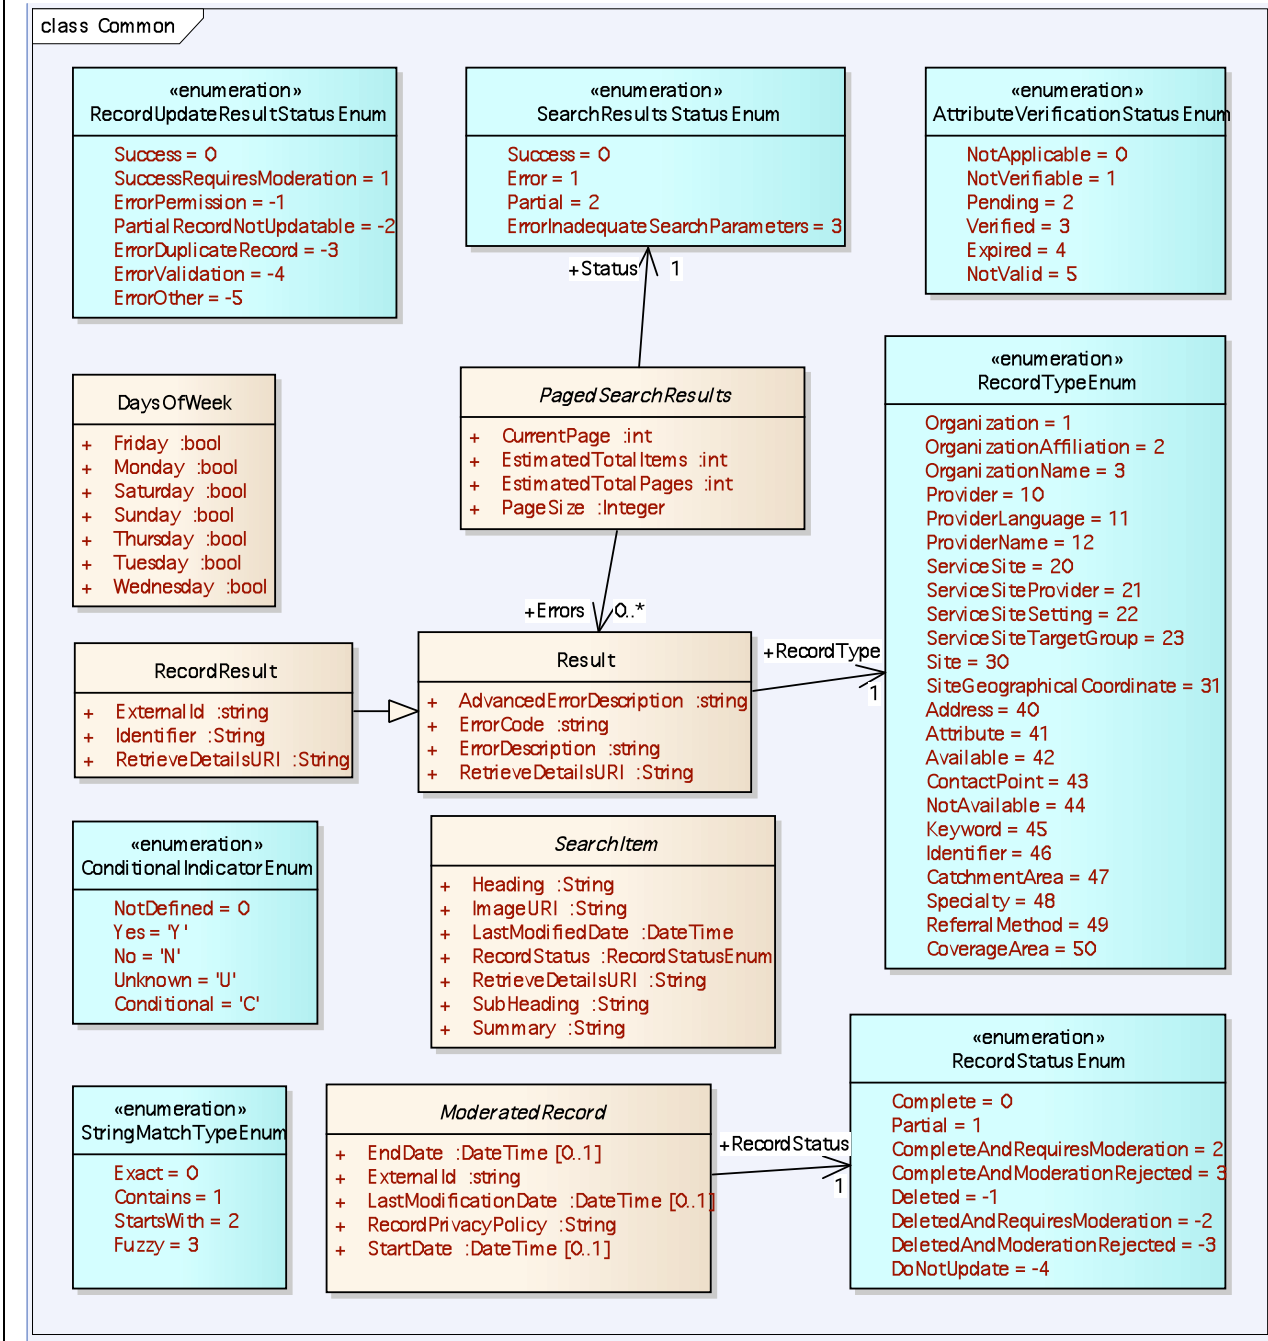 class Common
«enumeration»
RecordUpdateResultStatusEnum
Success = 0
SuccessRequiresModeration = 1
ErrorPermission = -1
PartialRecordNotUpdatable = -2
ErrorDuplicateRecord = -3
ErrorValidation = -4
ErrorOther = -5
«enumeration»
SearchResultsStatusEnum
Success = 0
Error = 1
Partial = 2
ErrorInadequateSearchParameters = 3
«enumeration»
AttributeVerificationStatusEnum
NotApplicable = 0
NotVerifiable = 1
Pending = 2
Verified = 3
Expired = 4
NotValid = 5
+Status
1
DaysOfWeek
+ Friday :bool
+ Monday :bool
+ Saturday :bool
+ Sunday :bool
+ Thursday :bool
+ Tuesday :bool
+ Wednesday :bool
PagedSearchResults
+ CurrentPage :int
+ EstimatedTotalItems :int
+ EstimatedTotalPages :int
+ PageSize :Integer
«enumeration»
RecordTypeEnum
Organization = 1
OrganizationAffiliation = 2
OrganizationName = 3
Provider = 10
ProviderLanguage = 11
ProviderName = 12
ServiceSite = 20
ServiceSiteProvider = 21
ServiceSiteSetting = 22
ServiceSiteTargetGroup = 23
Site = 30
SiteGeographicalCoordinate = 31
Address = 40
Attribute = 41
Available = 42
ContactPoint = 43
NotAvailable = 44
Keyword = 45
Identifier = 46
CatchmentArea = 47
Specialty = 48
ReferralMethod = 49
CoverageArea = 50
+Errors
0..*
RecordResult
+ ExternalId :string
+ Identifier :String
+ RetrieveDetailsURI :String
Result
+ AdvancedErrorDescription :string
+ ErrorCode :string
+ ErrorDescription :string
+ RetrieveDetailsURI :String
+RecordType
1
«enumeration»
ConditionalIndicatorEnum
NotDefined = 0
Yes = 'Y'
No = 'N'
Unknown = 'U'
Conditional = 'C'
SearchItem
+ Heading :String
+ ImageURI :String
+ LastModifiedDate :DateTime
+ RecordStatus :RecordStatusEnum
+ RetrieveDetailsURI :String
+ SubHeading :String
+ Summary :String
«enumeration»
StringMatchTypeEnum
Exact = 0
Contains = 1
StartsWith = 2
Fuzzy = 3
ModeratedRecord
+ EndDate :DateTime [0..1]
+ ExternalId :string
+ LastModificationDate :DateTime [0..1]
+ RecordPrivacyPolicy :String
+ StartDate :DateTime [0..1]
+RecordStatus
1
«enumeration»
RecordStatusEnum
Complete = 0
Partial = 1
CompleteAndRequiresModeration = 2
CompleteAndModerationRejected = 3
Deleted = -1
DeletedAndRequiresModeration = -2
DeletedAndModerationRejected = -3
DoNotUpdate = -4